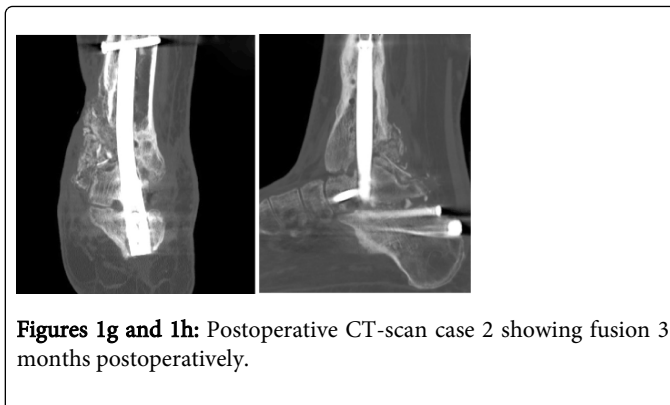 Figures 1g and 1h: Postoperative CT-scan case 2 showing fusion 3
months postoperatively.